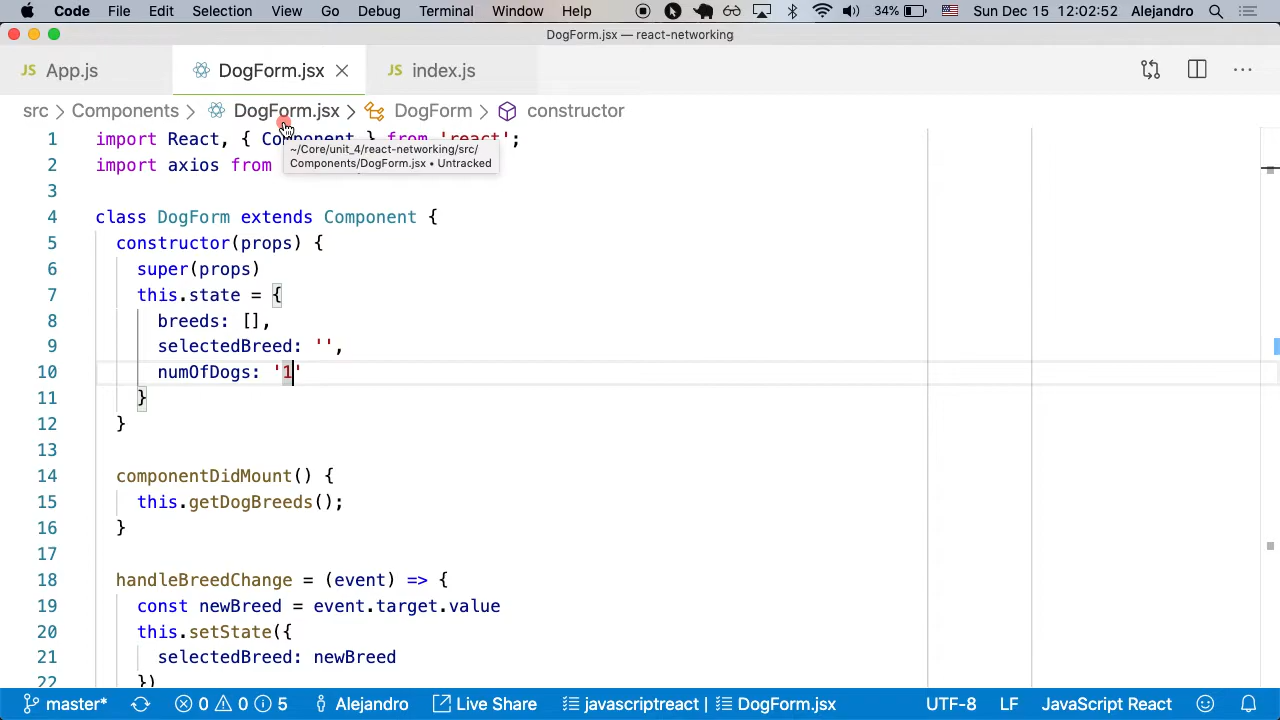 Code File Edit Selection View Go Debug Terminal Window Help 34% Sun Dec 15 12:02:52 Alejandro
DogForm.jsx — react-networking
JS App.js DogForm.jsx JS index.js ...
src > Components > DogForm.jsx > DogForm > constructor
1 import React, { Component } from 'react';
2 import axios from
~/Core/unit_4/react-networking/src/
Components/DogForm.jsx • Untracked
3
4 class DogForm extends Component {
5 constructor(props) {
6 super(props)
7 this.state = {
8 breeds: [],
9 selectedBreed: '',
10 numOfDogs: '1'
11 }
12 }
13
14 componentDidMount() {
15 this.getDogBreeds();
16 }
17
18 handleBreedChange = (event) => {
19 const newBreed = event.target.value
20 this.setState({
21 selectedBreed: newBreed
22 })
master* 0 0 5 Alejandro Live Share javascriptreact | DogForm.jsx UTF-8 LF JavaScript React